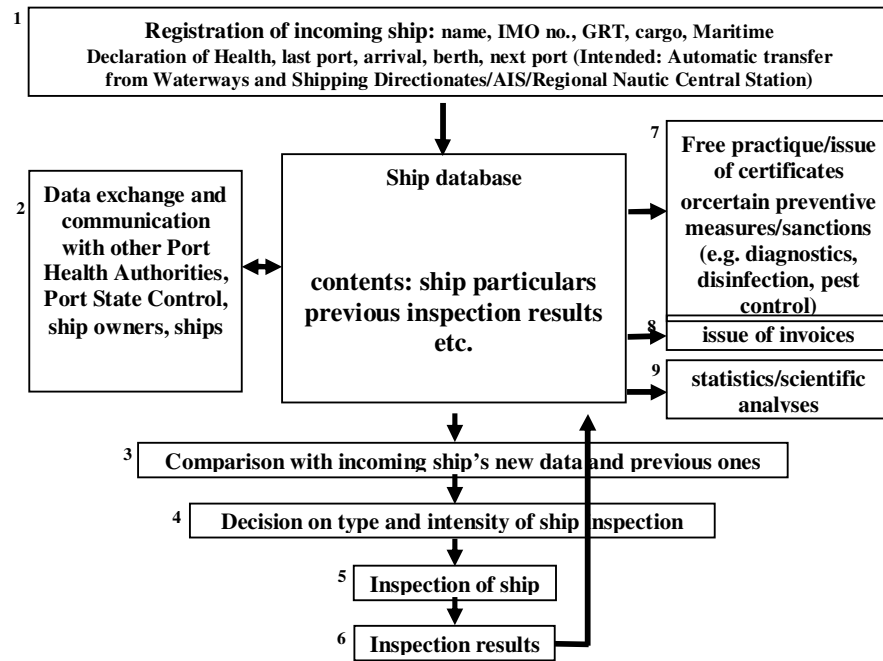 1
Registration of incoming ship: name, IMO no., GRT, cargo, Maritime
Declaration of Health, last port, arrival, berth, next port (Intended: Automatic transfer
from Waterways and Shipping Directionates/AIS/Regional Nautic Central Station)
2
Data exchange and
communication
with other Port
Health Authorities,
Port State Control,
ship owners, ships
Ship database
contents: ship particulars
previous inspection results
etc.
7
Free practique/issue
of certificates
orcertain preventive
measures/sanctions
(e.g. diagnostics,
disinfection, pest
control)
8
issue of invoices
9
statistics/scientific
analyses
3
Comparison with incoming ship's new data and previous ones
4
Decision on type and intensity of ship inspection
5
Inspection of ship
6
Inspection results